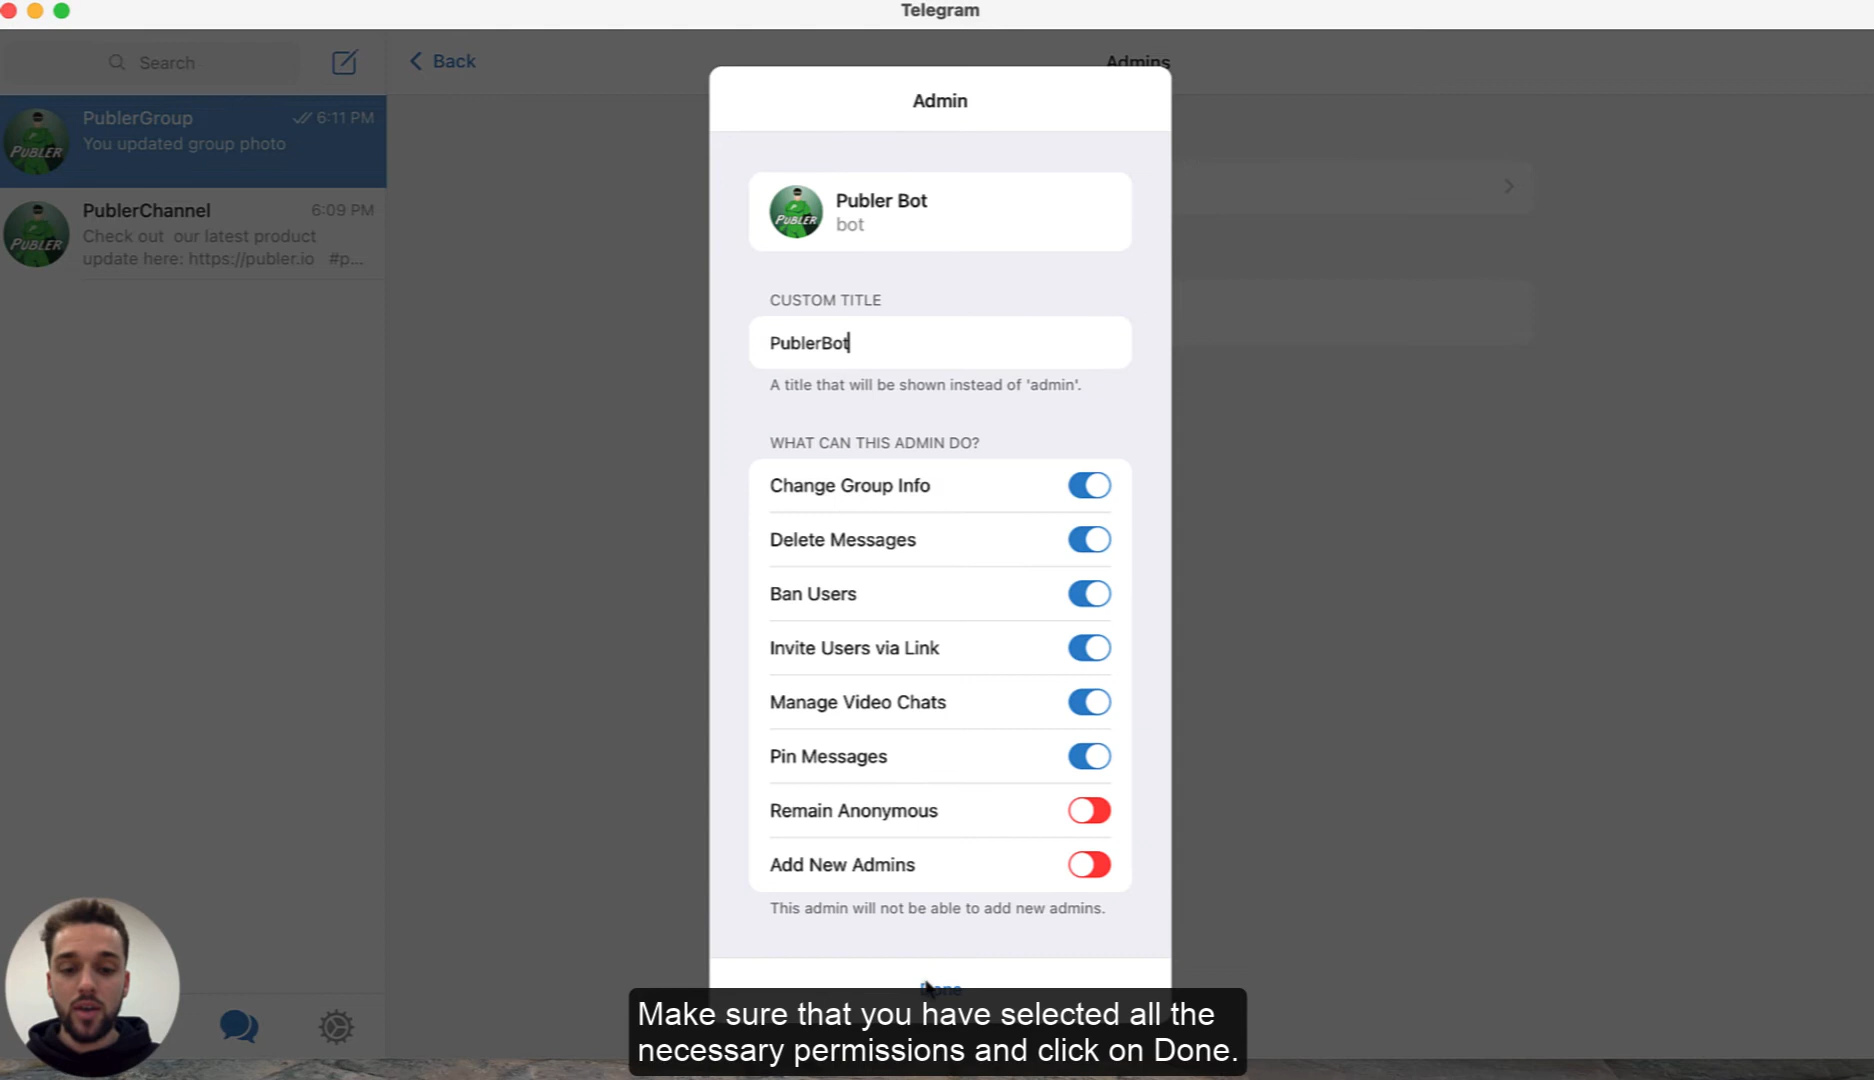 Telegram
Search
Back
Admins
PublerGroup
6:11 PM
You updated group photo
PUBLER
PublerChannel
6:09 PM
Check out our latest product
update here: https://publer.io #p...
PUBLER
Admin
Publer Bot
bot
PUBLER
CUSTOM TITLE
PublerBot
A title that will be shown instead of 'admin'.
WHAT CAN THIS ADMIN DO?
Change Group Info
Delete Messages
Ban Users
Invite Users via Link
Manage Video Chats
Pin Messages
Remain Anonymous
Add New Admins
This admin will not be able to add new admins.
Done
Make sure that you have selected all the
necessary permissions and click on Done.